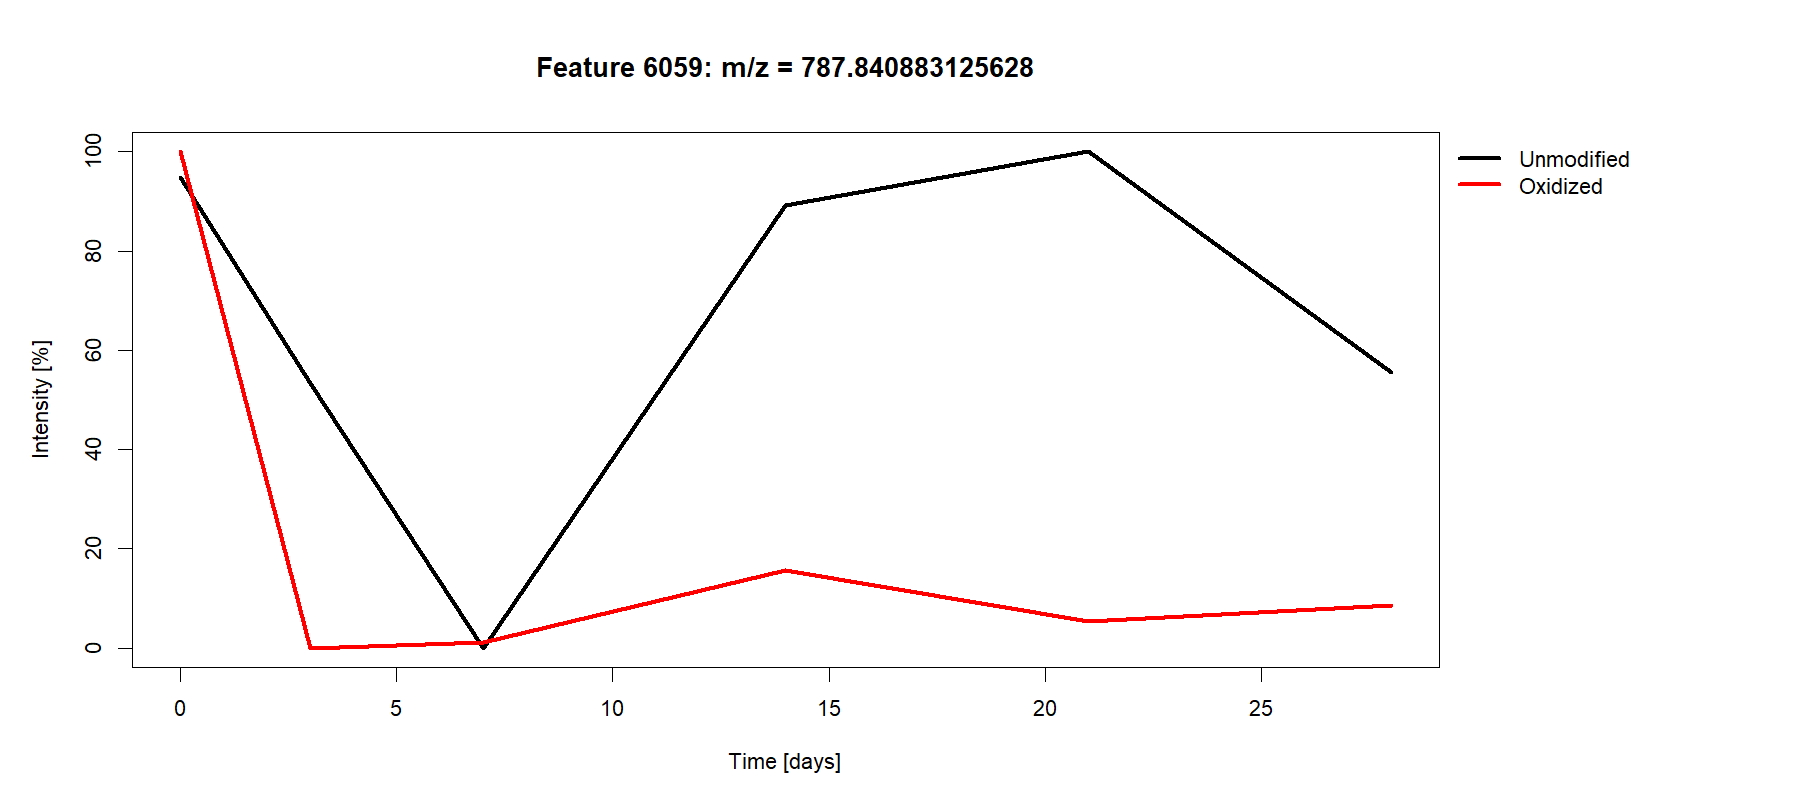 Feature 6059: m/z = 787.840883125628
Unmodified
Oxidized
Intensity [%]
100
80
60
40
20
0
0 5 10 15 20 25
Time [days]